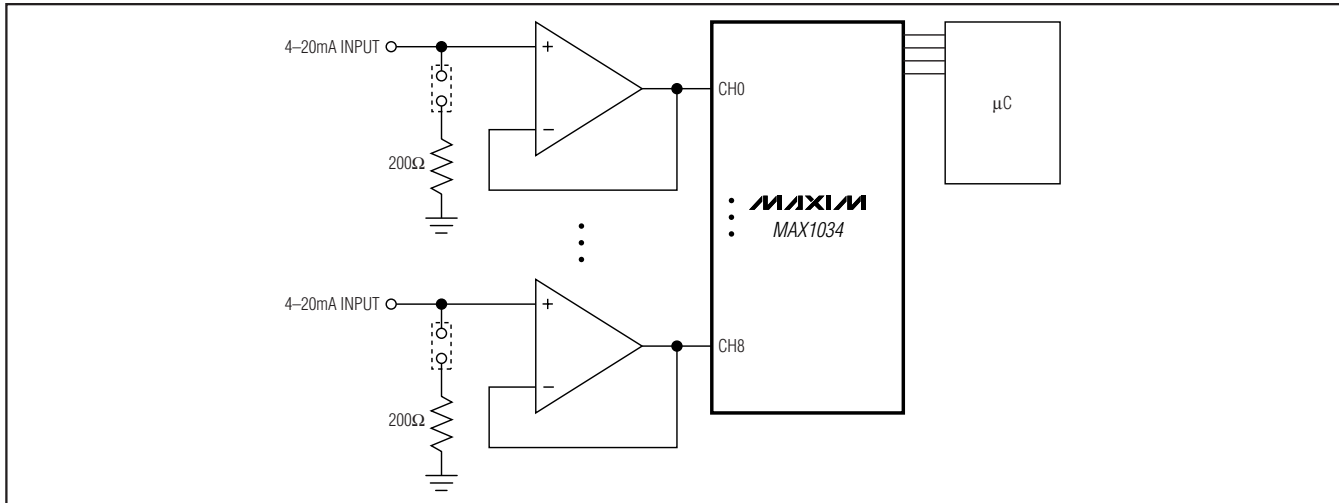 4–20mA INPUT
+
−
200Ω
CH0
µC
MAXIM
MAX1034
4–20mA INPUT
+
−
200Ω
CH8